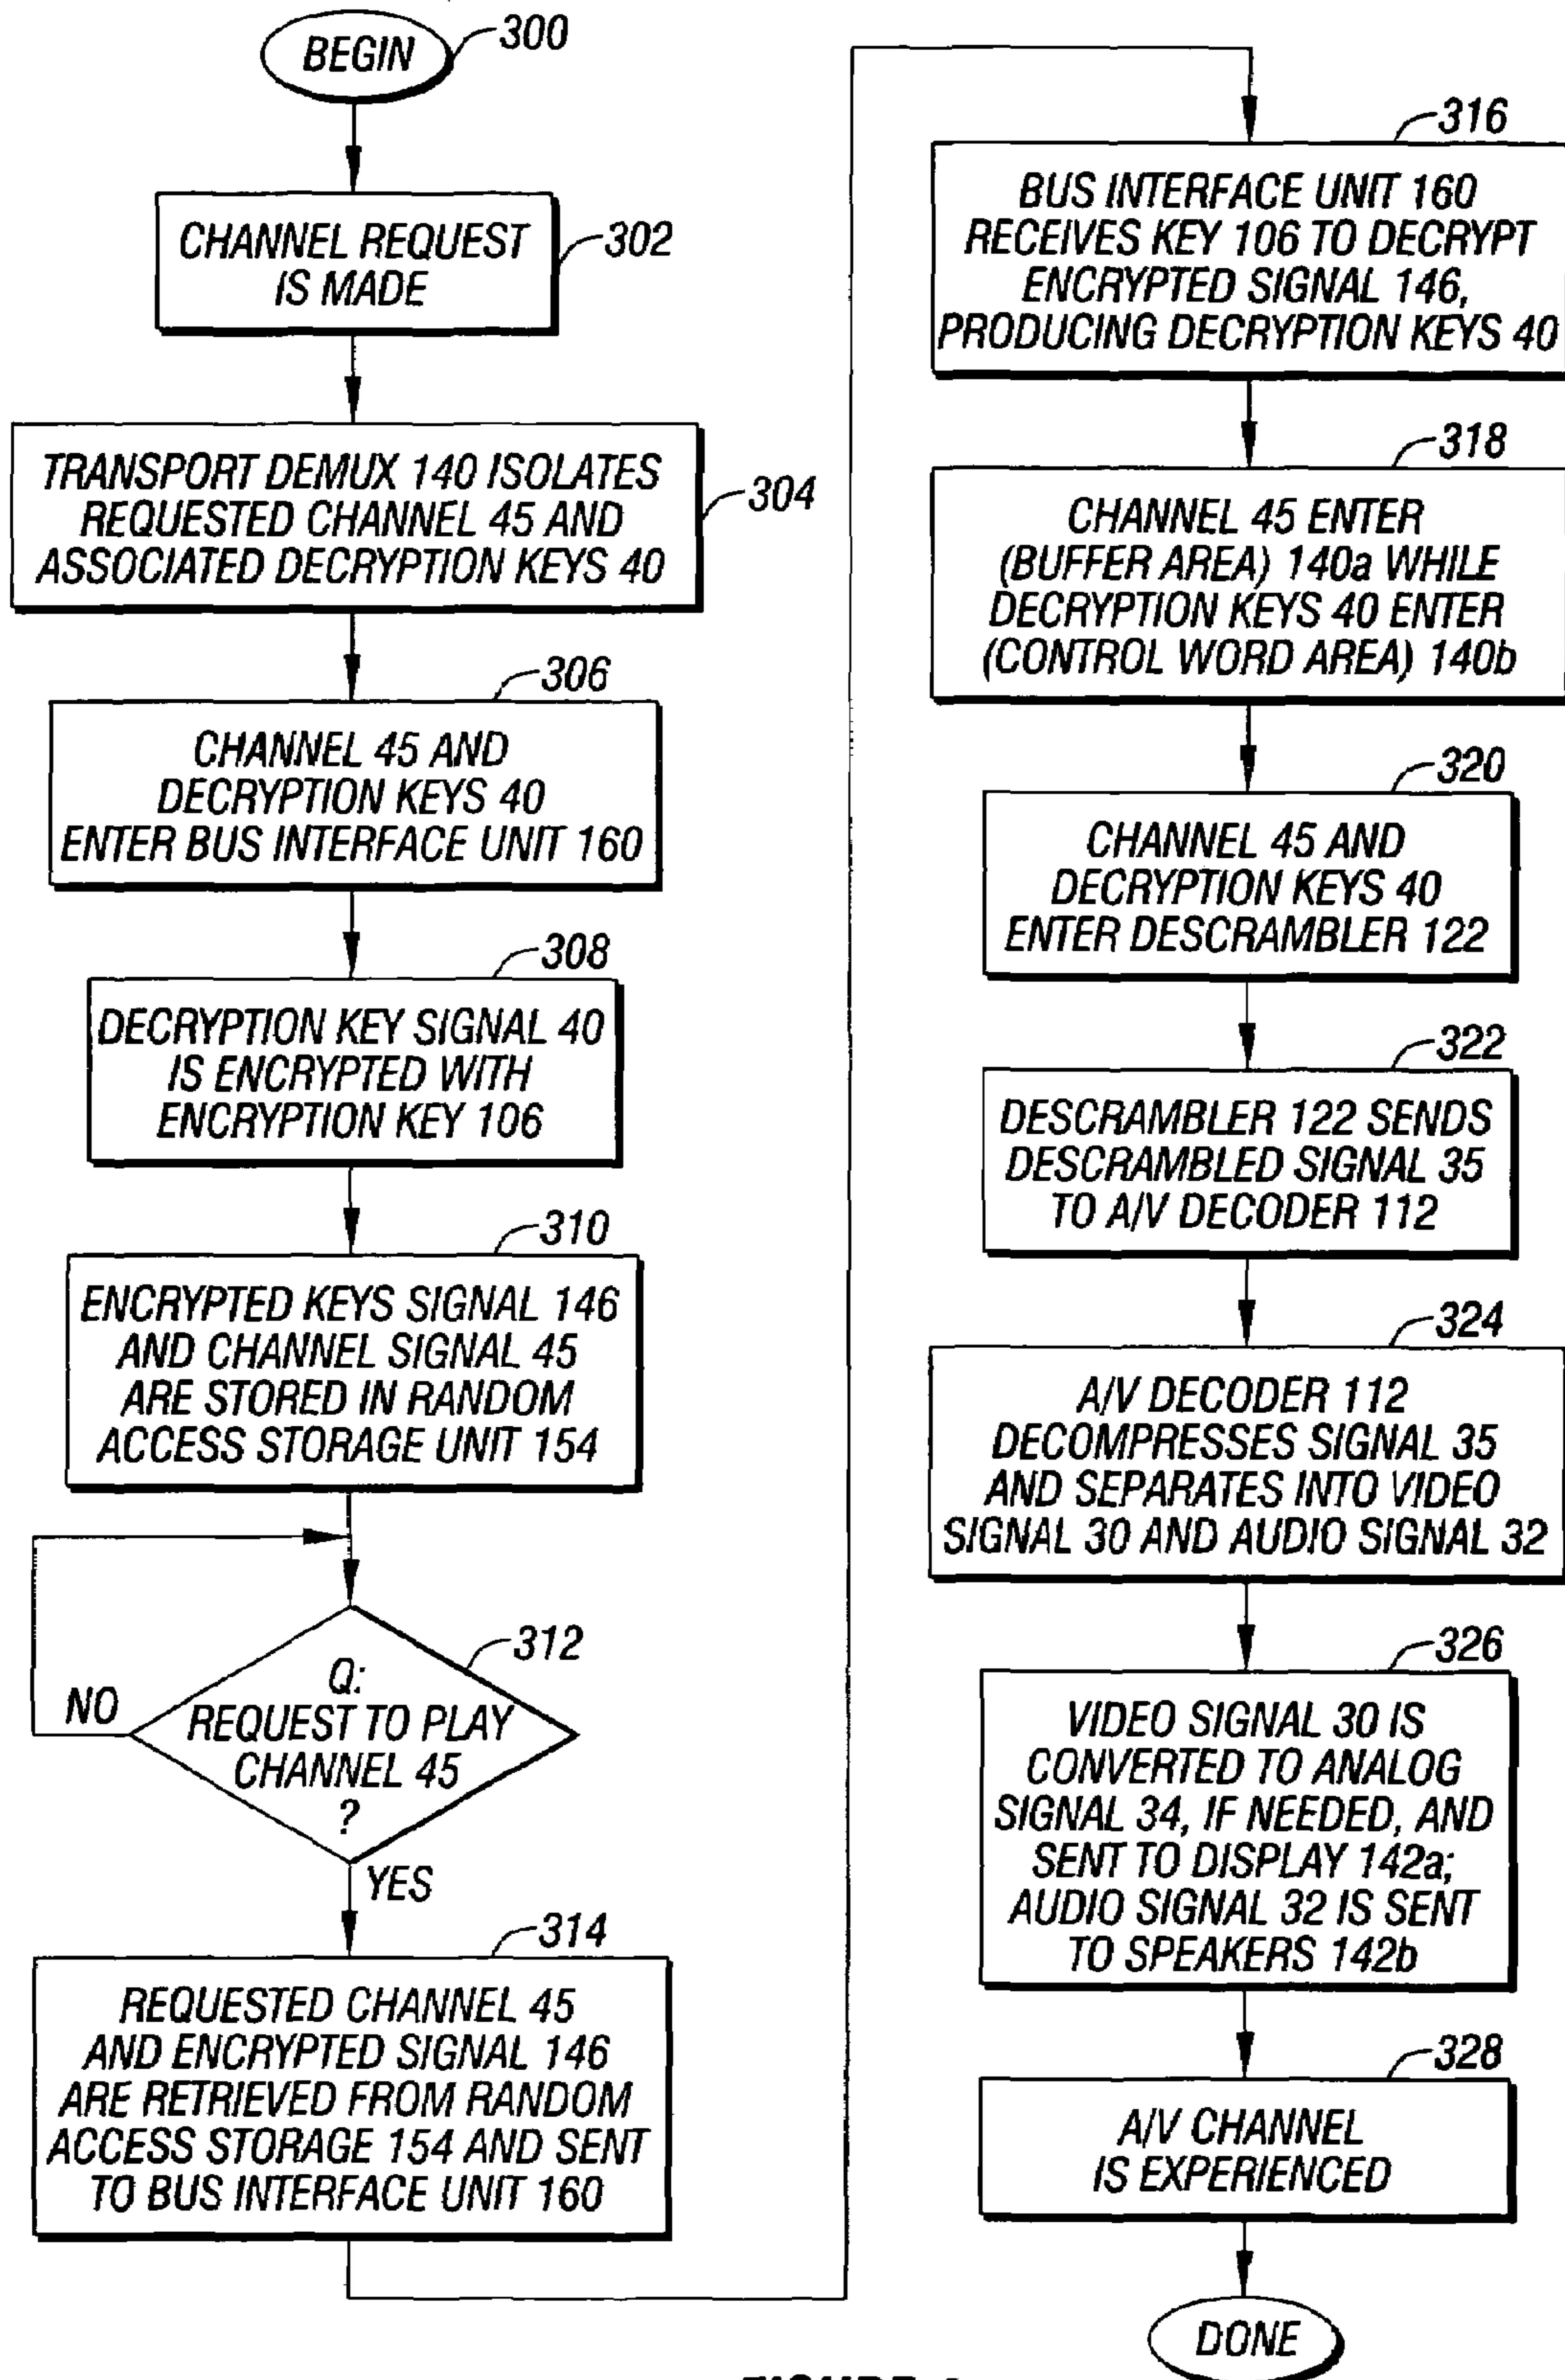 BEGIN
300
CHANNEL REQUEST
IS MADE
302
TRANSPORT DEMUX 140 ISOLATES
REQUESTED CHANNEL 45 AND
ASSOCIATED DECRYPTION KEYS 40
304
306
CHANNEL 45 AND
DECRYPTION KEYS 40
ENTER BUS INTERFACE UNIT 160
308
DECRYPTION KEY SIGNAL 40
IS ENCRYPTED WITH
ENCRYPTION KEY 106
310
ENCRYPTED KEYS SIGNAL 146
AND CHANNEL SIGNAL 45
ARE STORED IN RANDOM
ACCESS STORAGE UNIT 154
312
Q:
REQUEST TO PLAY
CHANNEL 45
?
NO
YES
314
REQUESTED CHANNEL 45
AND ENCRYPTED SIGNAL 146
ARE RETRIEVED FROM RANDOM
ACCESS STORAGE 154 AND SENT
TO BUS INTERFACE UNIT 160
316
BUS INTERFACE UNIT 160
RECEIVES KEY 106 TO DECRYPT
ENCRYPTED SIGNAL 146,
PRODUCING DECRYPTION KEYS 40
318
CHANNEL 45 ENTER
(BUFFER AREA) 140a WHILE
DECRYPTION KEYS 40 ENTER
(CONTROL WORD AREA) 140b
320
CHANNEL 45 AND
DECRYPTION KEYS 40
ENTER DESCRAMBLER 122
322
DESCRAMBLER 122 SENDS
DESCRAMBLED SIGNAL 35
TO A/V DECODER 112
324
A/V DECODER 112
DECOMPRESSES SIGNAL 35
AND SEPARATES INTO VIDEO
SIGNAL 30 AND AUDIO SIGNAL 32
326
VIDEO SIGNAL 30 IS
CONVERTED TO ANALOG
SIGNAL 34, IF NEEDED, AND
SENT TO DISPLAY 142a;
AUDIO SIGNAL 32 IS SENT
TO SPEAKERS 142b
328
A/V CHANNEL
IS EXPERIENCED
DONE